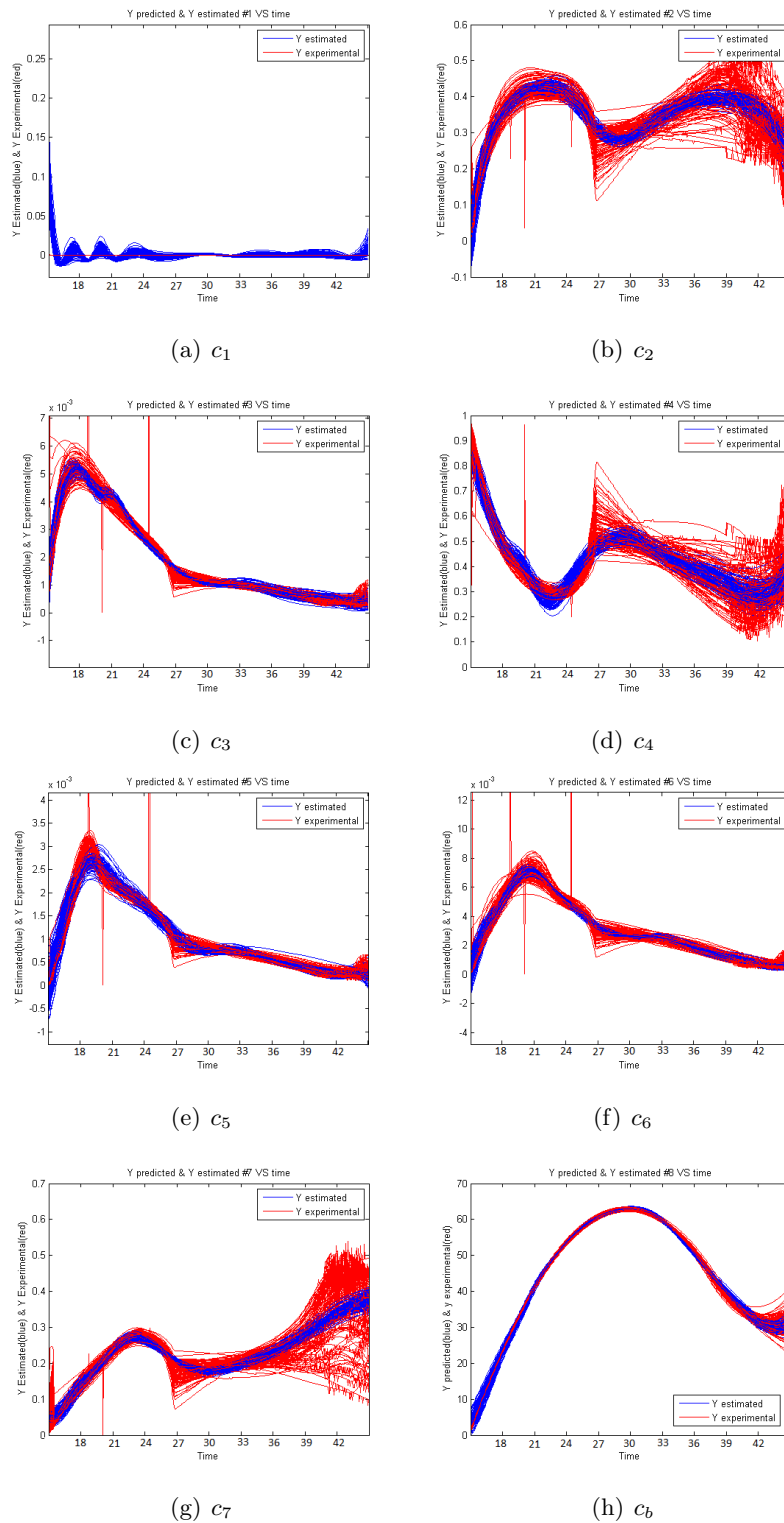 Y predicted & Y estimated #1 VS time
Y estimated
Y experimental
Y Estimated(blue) & Y Experimental(red)
0.25
0.2
0.15
0.1
0.05
0
18 21 24 27 30 33 36 39 42
Time
(a) c1
Y predicted & Y estimated #2 VS time
Y estimated
Y experimental
Y Estimated(blue) & Y Experimental(red)
0.6
0.5
0.4
0.3
0.2
0.1
0
-0.1
18 21 24 27 30 33 36 39 42
Time
(b) c2
Y predicted & Y estimated #3 VS time
x 10-3
Y estimated
Y experimental
Y Estimated(blue) & Y Experimental(red)
7
6
5
4
3
2
1
0
-1
18 21 24 27 30 33 36 39 42
Time
(c) c3
Y predicted & Y estimated #4 VS time
Y estimated
Y experimental
Y Estimated(blue) & Y Experimental(red)
1
0.9
0.8
0.7
0.6
0.5
0.4
0.3
0.2
0.1
0
18 21 24 27 30 33 36 39 42
Time
(d) c4
Y predicted & Y estimated #5 VS time
x 10-3
Y estimated
Y experimental
Y Estimated(blue) & Y Experimental(red)
4
3.5
3
2.5
2
1.5
1
0.5
0
-0.5
-1
18 21 24 27 30 33 36 39 42
Time
(e) c5
Y predicted & Y estimated #6 VS time
x 10-3
Y estimated
Y experimental
Y Estimated(blue) & Y Experimental(red)
12
10
8
6
4
2
0
-2
-4
18 21 24 27 30 33 36 39 42
Time
(f) c6
Y predicted & Y estimated #7 VS time
Y estimated
Y experimental
Y Estimated(blue) & Y Experimental(red)
0.7
0.6
0.5
0.4
0.3
0.2
0.1
0
18 21 24 27 30 33 36 39 42
Time
(g) c7
Y predicted & Y estimated #8 VS time
Y predicted(blue) & y experimental(red)
70
60
50
40
30
20
10
0
Y estimated
Y experimental
18 21 24 27 30 33 36 39 42
Time
(h) cb